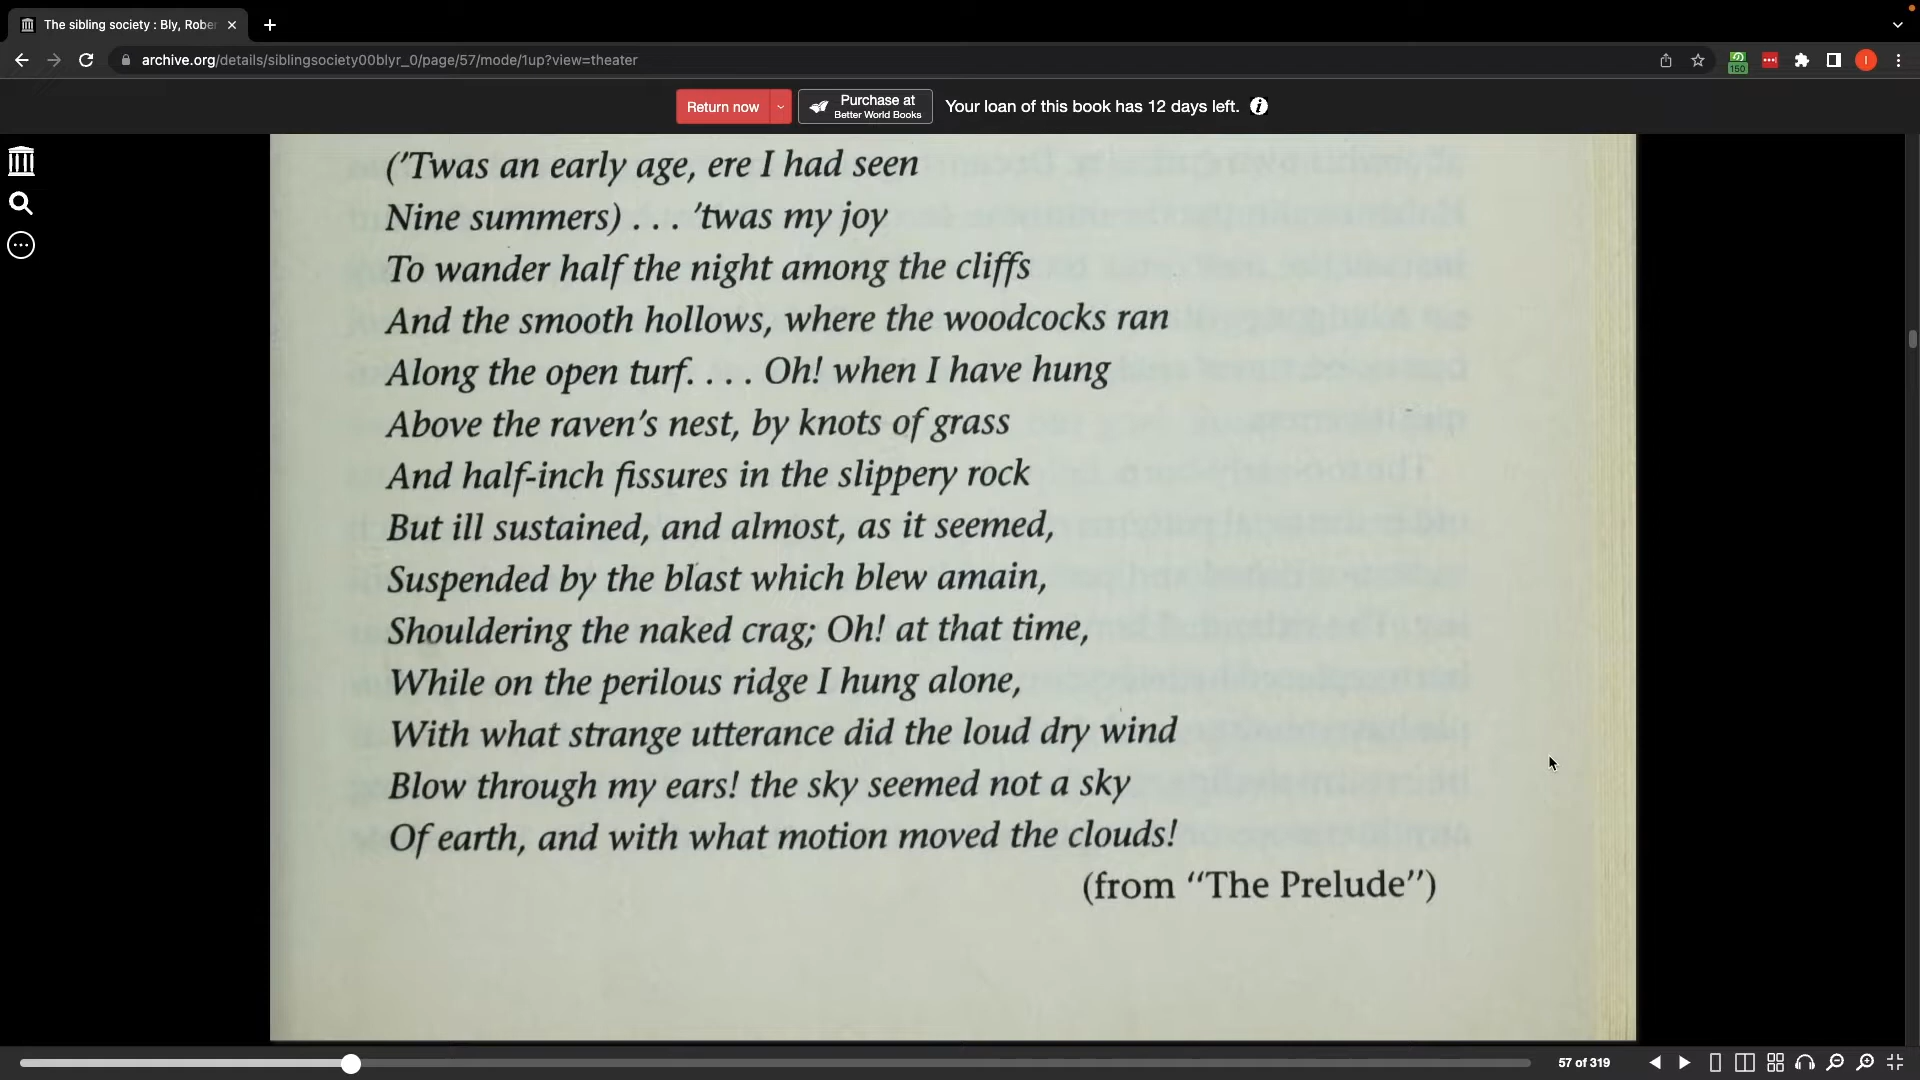 The sibling society : Bly, Rober
archive.org/details/siblingsociety00blyr_0/page/57/mode/1up?view=theater
150
I
Return now
Purchase at
Better World Books
Your loan of this book has 12 days left.
(’Twas an early age, ere I had seen
Nine summers) . . . ’twas my joy
To wander half the night among the cliffs
And the smooth hollows, where the woodcocks ran
Along the open turf. . . . Oh! when I have hung
Above the raven’s nest, by knots of grass
And half-inch fissures in the slippery rock
But ill sustained, and almost, as it seemed,
Suspended by the blast which blew amain,
Shouldering the naked crag; Oh! at that time,
While on the perilous ridge I hung alone,
With what strange utterance did the loud dry wind
Blow through my ears! the sky seemed not a sky
Of earth, and with what motion moved the clouds!
(from “The Prelude”)
57 of 319